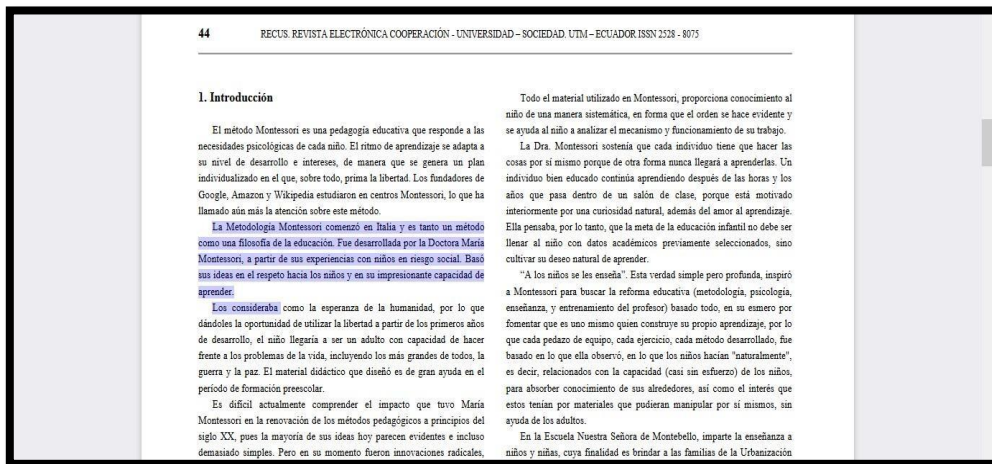 44 RECUS. REVISTA ELECTRÓNICA COOPERACIÓN - UNIVERSIDAD – SOCIEDAD. UTM – ECUADOR ISSN 2528 - 8075
1. Introducción
El método Montessori es una pedagogía educativa que responde a las
necesidades psicológicas de cada niño. El ritmo de aprendizaje se adapta a
su nivel de desarrollo e intereses, de manera que se genera un plan
individualizado en el que, sobre todo, prima la libertad. Los fundadores de
Google, Amazon y Wikipedia estudiaron en centros Montessori, lo que ha
llamado aún más la atención sobre este método.
La Metodología Montessori comenzó en Italia y es tanto un método
como una filosofía de la educación. Fue desarrollada por la Doctora María
Montessori, a partir de sus experiencias con niños en riesgo social. Basó
sus ideas en el respeto hacia los niños y en su impresionante capacidad de
aprender.
Los consideraba como la esperanza de la humanidad, por lo que
dándoles la oportunidad de utilizar la libertad a partir de los primeros años
de desarrollo, el niño llegaría a ser un adulto con capacidad de hacer
frente a los problemas de la vida, incluyendo los más grandes de todos, la
guerra y la paz. El material didáctico que diseñó es de gran ayuda en el
período de formación preescolar.
Es difícil actualmente comprender el impacto que tuvo María
Montessori en la renovación de los métodos pedagógicos a principios del
siglo XX, pues la mayoría de sus ideas hoy parecen evidentes e incluso
demasiado simples. Pero en su momento fueron innovaciones radicales,
Todo el material utilizado en Montessori, proporciona conocimiento al
niño de una manera sistemática, en forma que el orden se hace evidente y
se ayuda al niño a analizar el mecanismo y funcionamiento de su trabajo.
La Dra. Montessori sostenía que cada individuo tiene que hacer las
cosas por sí mismo porque de otra forma nunca llegará a aprenderlas. Un
individuo bien educado continúa aprendiendo después de las horas y los
años que pasa dentro de un salón de clase, porque está motivado
interiormente por una curiosidad natural, además del amor al aprendizaje.
Ella pensaba, por lo tanto, que la meta de la educación infantil no debe ser
llenar al niño con datos académicos previamente seleccionados, sino
cultivar su deseo natural de aprender.
“A los niños se les enseña”. Esta verdad simple pero profunda, inspiró
a Montessori para buscar la reforma educativa (metodología, psicología,
enseñanza, y entrenamiento del profesor) basado todo, en su esmero por
fomentar que es uno mismo quien construye su propio aprendizaje, por lo
que cada pedazo de equipo, cada ejercicio, cada método desarrollado, fue
basado en lo que ella observó, en lo que los niños hacían "naturalmente",
es decir, relacionados con la capacidad (casi sin esfuerzo) de los niños,
para absorber conocimiento de sus alrededores, así como el interés que
estos tenían por materiales que pudieran manipular por sí mismos, sin
ayuda de los adultos.
En la Escuela Nuestra Señora de Montebello, imparte la enseñanza a
niños y niñas, cuya finalidad es brindar a las familias de la Urbanización